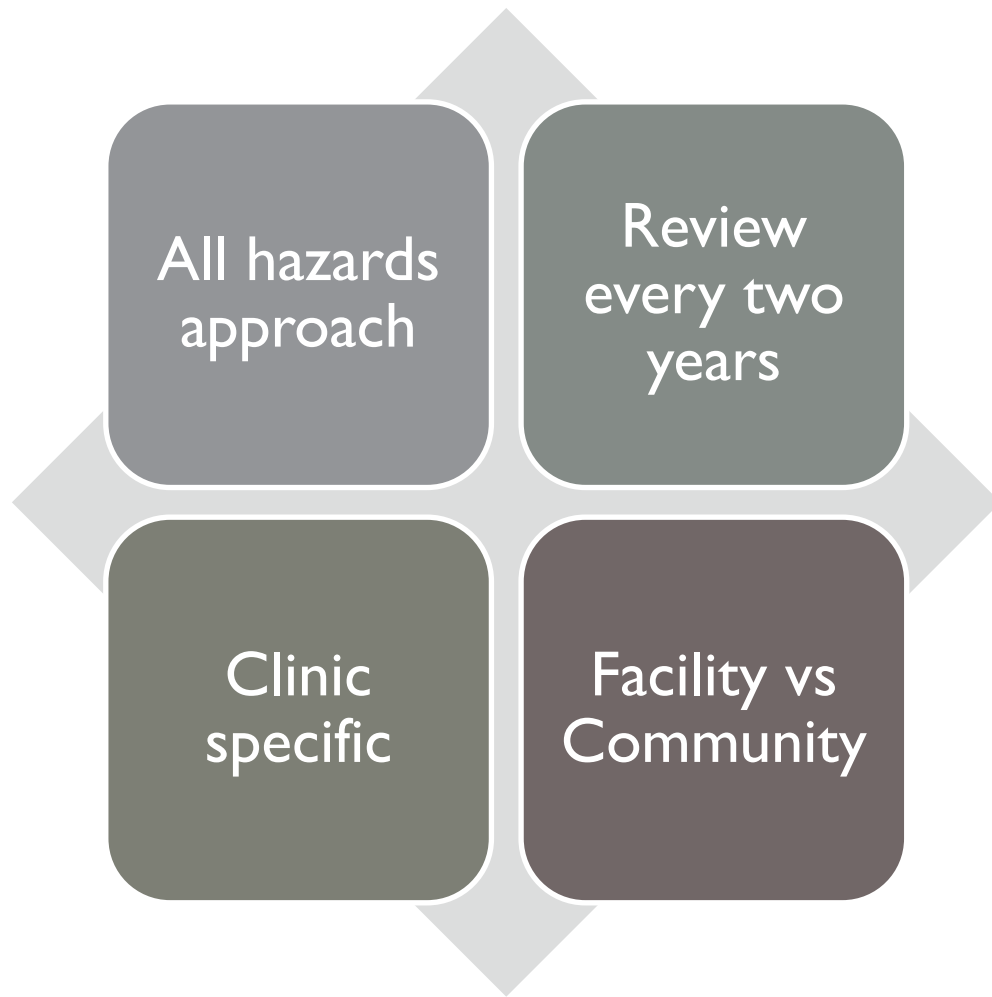 All hazards
approach
Review
every two
years
Clinic
specific
Facility vs
Community